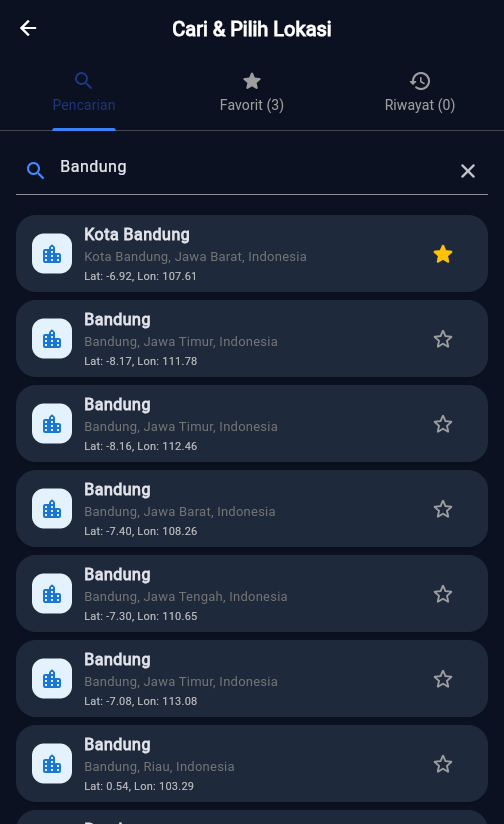 Cari & Pilih Lokasi
Pencarian
Favorit (3)
Riwayat (0)
Bandung
Kota Bandung
Kota Bandung, Jawa Barat, Indonesia
Lat: -6.92, Lon: 107.61
Bandung
Bandung, Jawa Timur, Indonesia
Lat: -8.17, Lon: 111.78
Bandung
Bandung, Jawa Timur, Indonesia
Lat: -8.16, Lon: 112.46
Bandung
Bandung, Jawa Barat, Indonesia
Lat: -7.40, Lon: 108.26
Bandung
Bandung, Jawa Tengah, Indonesia
Lat: -7.30, Lon: 110.65
Bandung
Bandung, Jawa Timur, Indonesia
Lat: -7.08, Lon: 113.08
Bandung
Bandung, Riau, Indonesia
Lat: 0.54, Lon: 103.29